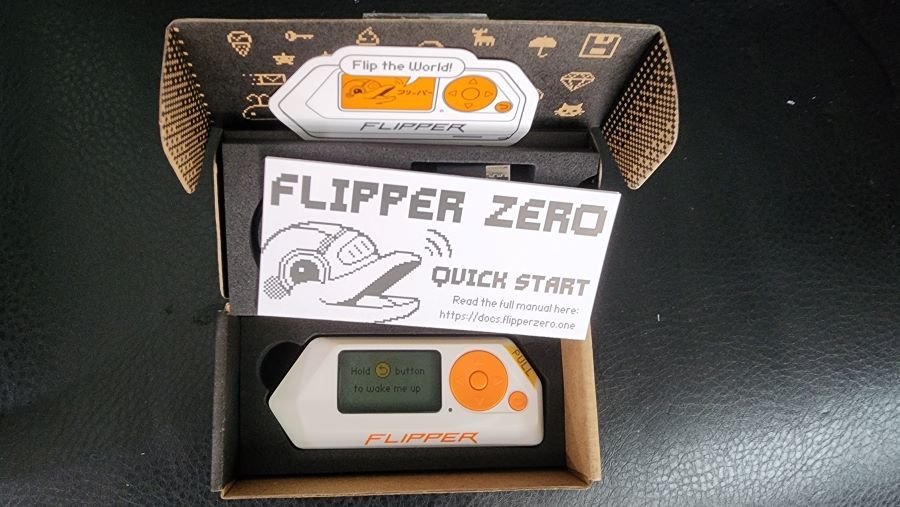 Flip the World!
フリッパー
FLIPPER
FLIPPER ZERO
QUICK START
Read the full manual here:
https://docs.flipperzero.one
Hold button
to wake me up
PULL
FLIPPER